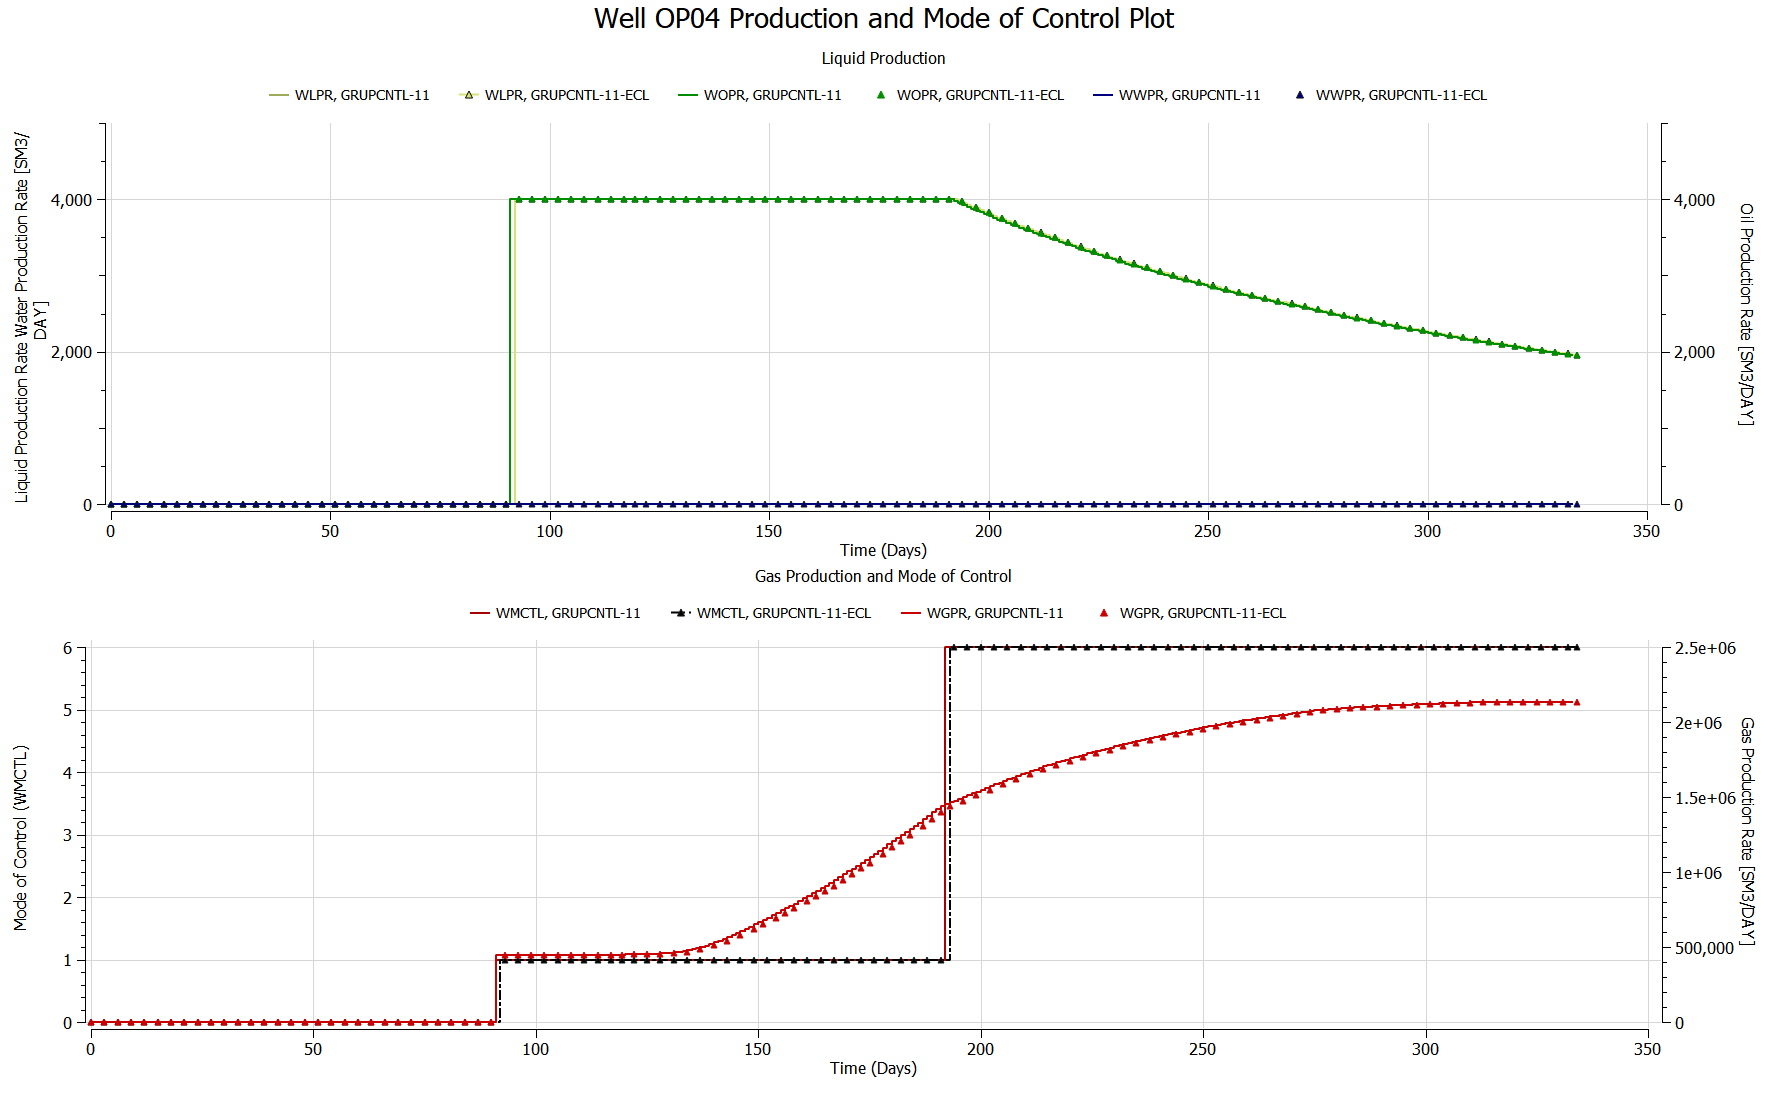 Well OP04 Production and Mode of Control Plot
Liquid Production
WLPR, GRUPCNTL-11 WLPR, GRUPCNTL-11-ECL WOPR, GRUPCNTL-11 WOPR, GRUPCNTL-11-ECL WWPR, GRUPCNTL-11 WWPR, GRUPCNTL-11-ECL
Liquid Production Rate Water Production Rate [SM3/
DAY]
4,000
2,000
0
4,000
2,000
0
Oil Production Rate [SM3/DAY]
0 50 100 150 200 250 300 350
Time (Days)
Gas Production and Mode of Control
WMCTL, GRUPCNTL-11 WMCTL, GRUPCNTL-11-ECL WGPR, GRUPCNTL-11 WGPR, GRUPCNTL-11-ECL
Mode of Control (WMCTL)
6
5
4
3
2
1
0
2.5e+06
2e+06
1.5e+06
1e+06
500,000
0
Gas Production Rate [SM3/DAY]
0 50 100 150 200 250 300 350
Time (Days)